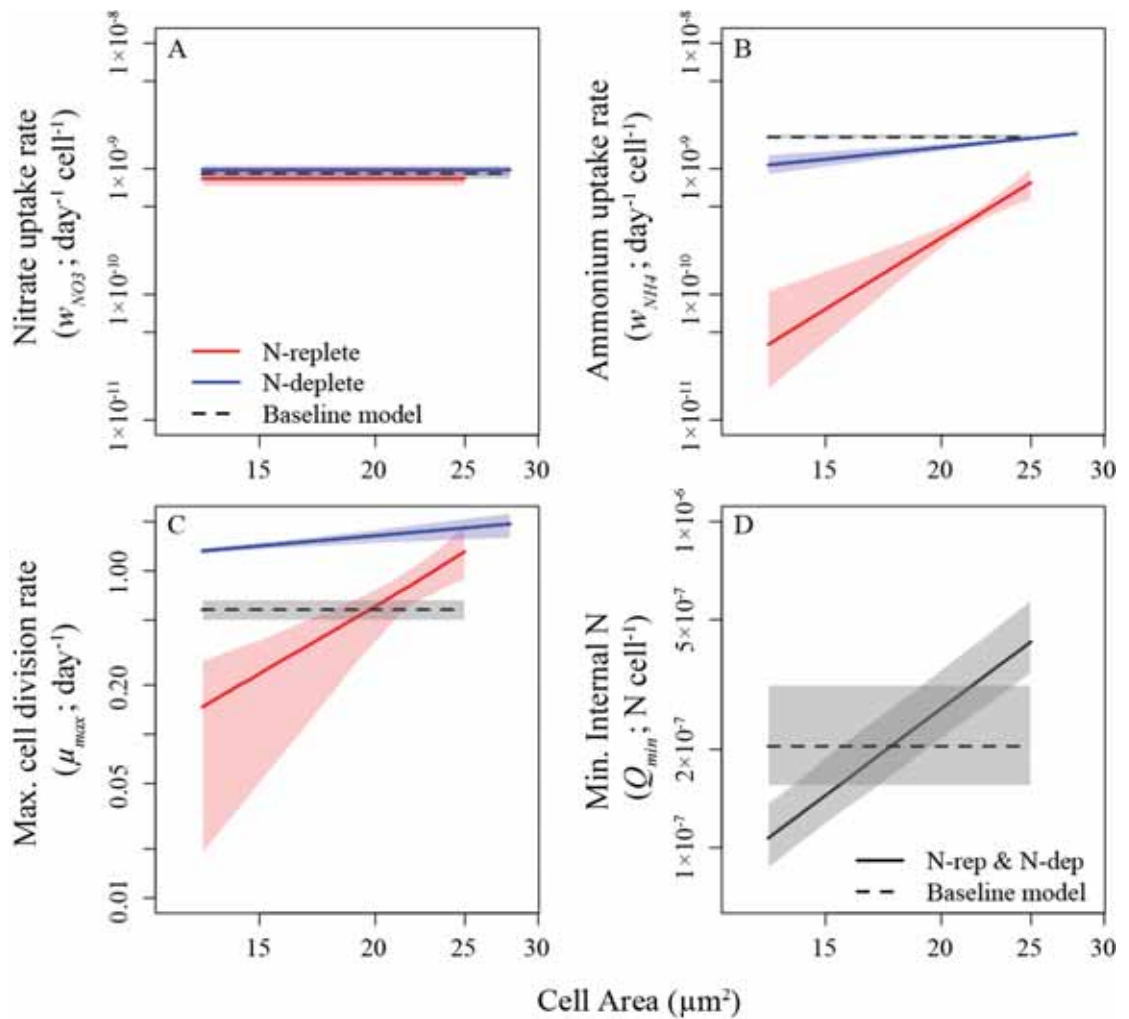 A
Nitrate uptake rate
(w_NO3; day⁻¹ cell⁻¹)
1×10⁻⁸
1×10⁻⁹
1×10⁻¹⁰
1×10⁻¹¹
N-replete
N-deplete
Baseline model
15 20 25 30
B
Ammonium uptake rate
(w_NH4; day⁻¹ cell⁻¹)
1×10⁻⁸
1×10⁻⁹
1×10⁻¹⁰
1×10⁻¹¹
15 20 25 30
C
Max. cell division rate
(μ_max; day⁻¹)
1.00
0.20
0.05
0.01
15 20 25 30
D
Min. Internal N
(Q_min; N cell⁻¹)
1×10⁻⁶
5×10⁻⁷
2×10⁻⁷
1×10⁻⁷
N-rep & N-dep
Baseline model
15 20 25 30
Cell Area (μm²)